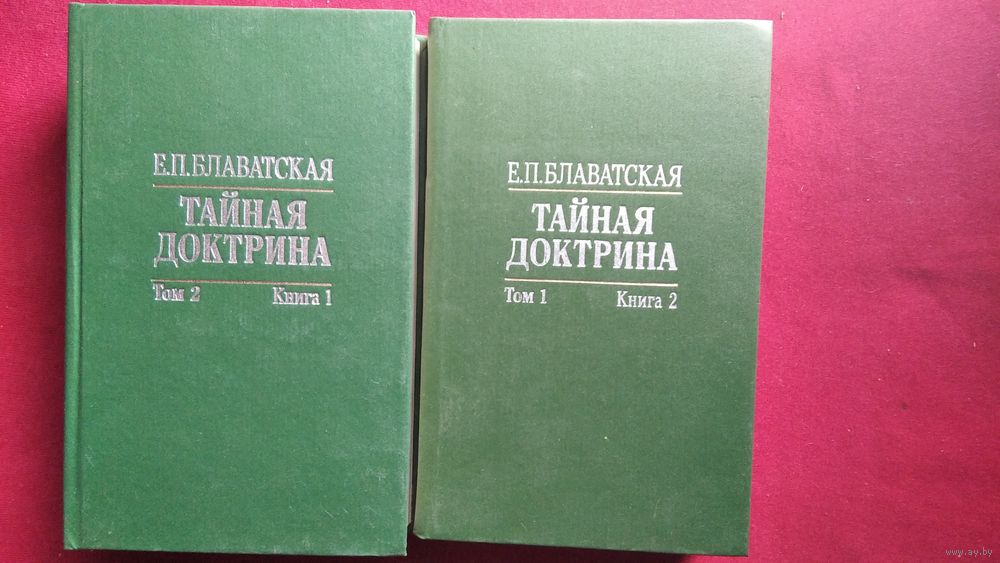 Е.П.БЛАВАТСКАЯ
ТАЙНАЯ
ДОКТРИНА
Том 2 Книга 1
Е.П.БЛАВАТСКАЯ
ТАЙНАЯ
ДОКТРИНА
Том 1 Книга 2
www.ay.by